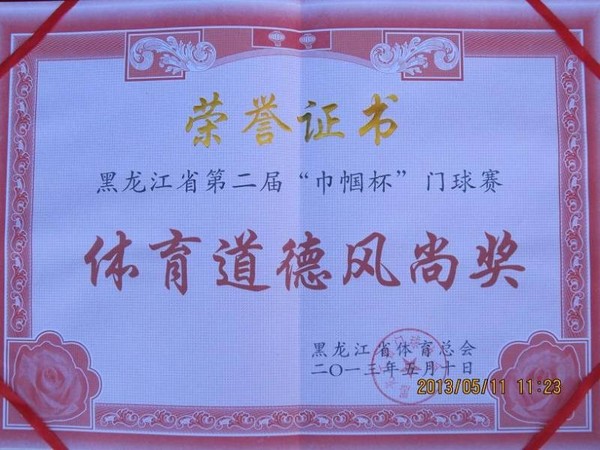 荣誉证书
黑龙江省第二届“巾帼杯”门球赛
体育道德风尚奖
黑龙江省体育总会
二〇一三年五月十日
2013/05/11 11:23